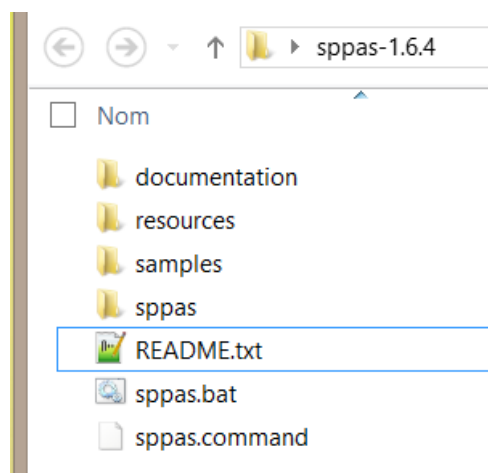 sppas-1.6.4
Nom
documentation
resources
samples
sppas
README.txt
sppas.bat
sppas.command